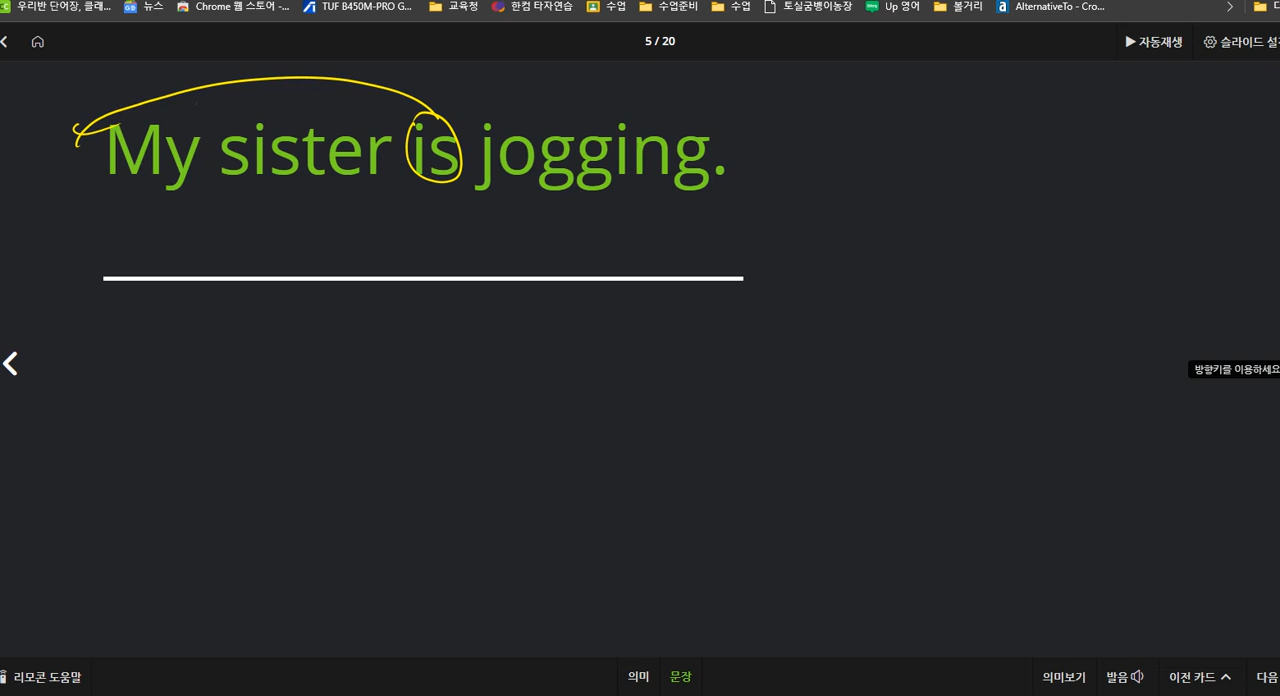 우리반 단어장, 클래... 뉴스 Chrome 웹 스토어 -... TUF B450M-PRO G... 교육청 한컴 타자연습 수업 수업준비 수업 토실굼벵이농장 Up 영어 볼거리 AlternativeTo - Cro...
5 / 20 ▶ 자동재생 슬라이드
My sister is jogging.
방향키를 이용하세요
리모콘 도움말 의미 문장 의미보기 발음 이전 카드 다음